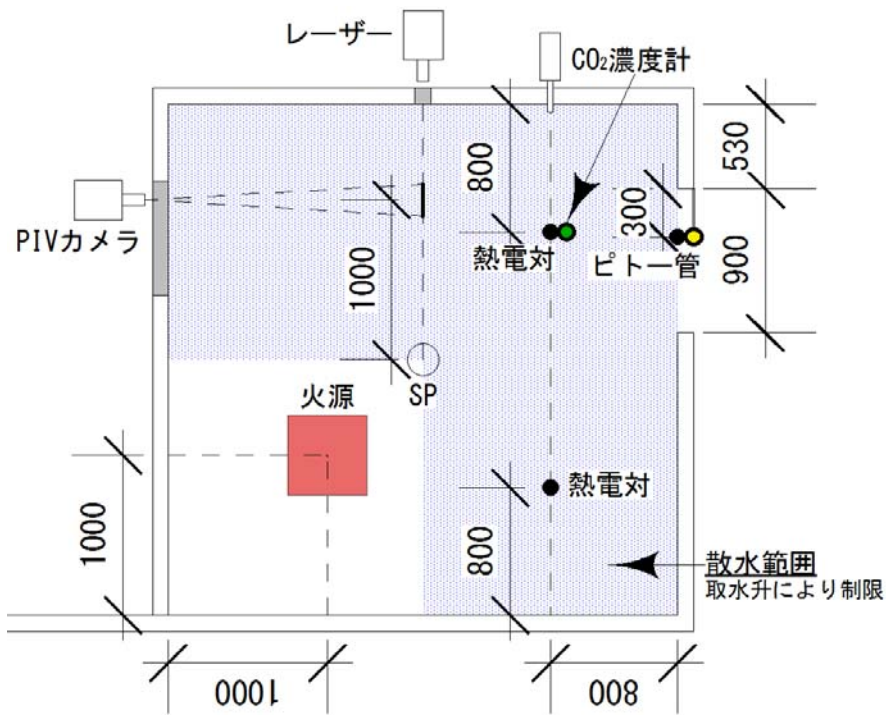 レーザー
CO₂濃度計
PIVカメラ
800
530
300
900
熱電対
ピトー管
1000
SP
火源
熱電対
1000
800
散水範囲
取水升により制限
1000
800